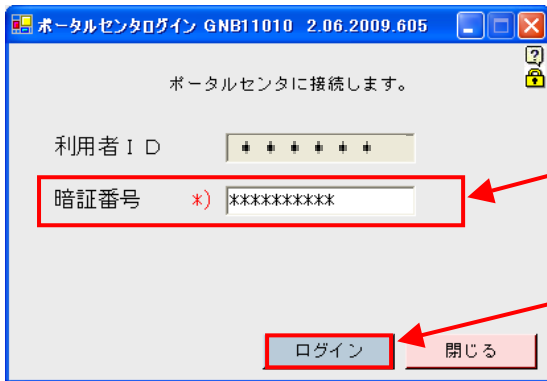 ポータルセンタログイン GNB11010 2.06.2009.605
ポータルセンタに接続します。
利用者ＩＤ ******
暗証番号 *) **********
ログイン 閉じる